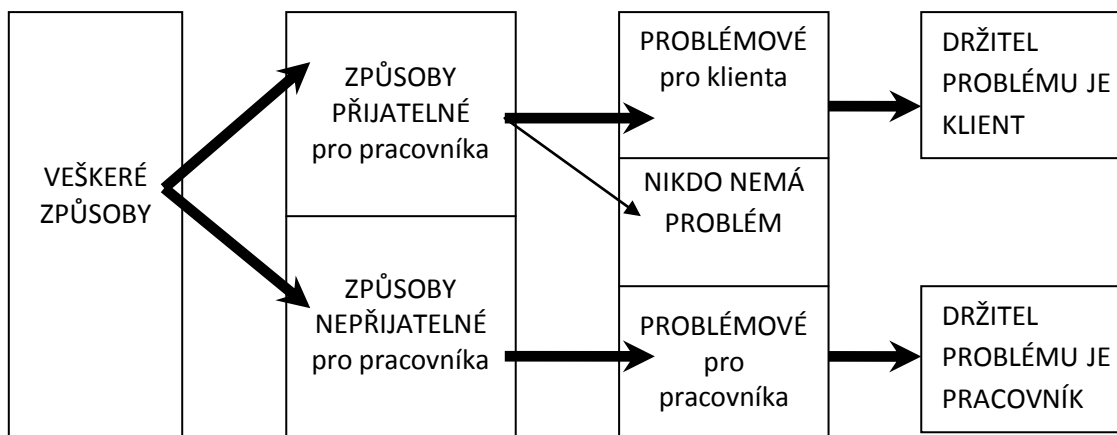 VEŠKERÉ
ZPŮSOBY
ZPŮSOBY
PŘIJATELNÉ
pro pracovníka
ZPŮSOBY
NEPŘIJATELNÉ
pro pracovníka
PROBLÉMOVÉ
pro klienta
NIKDO NEMÁ
PROBLÉM
PROBLÉMOVÉ
pro
pracovníka
DRŽITEL
PROBLÉMU JE
KLIENT
DRŽITEL
PROBLÉMU JE
PRACOVNÍK